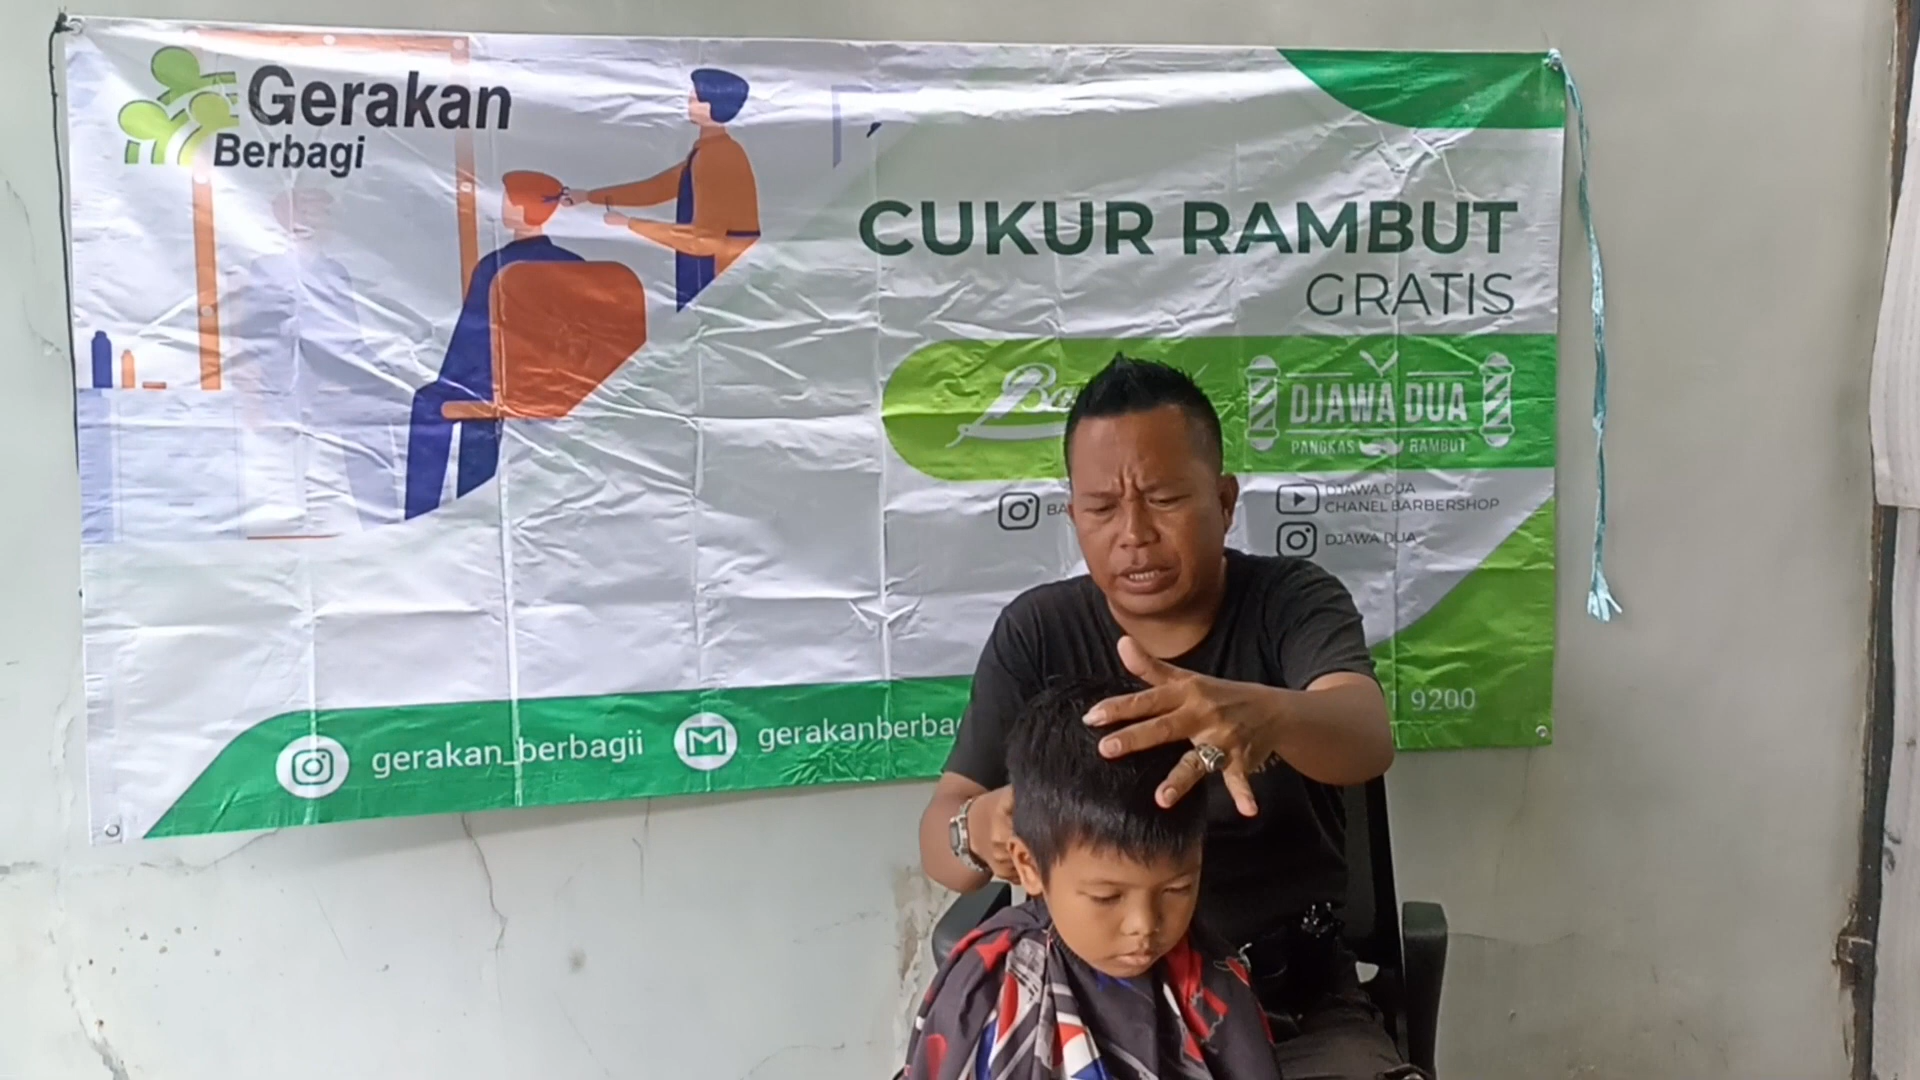 Gerakan
Berbagi
CUKUR RAMBUT
GRATIS
DJAWA DUA
PANGKAS RAMBUT
DJAWA DUA
CHANEL BARBERSHOP
DJAWA DUA
gerakan_berbagii
9200